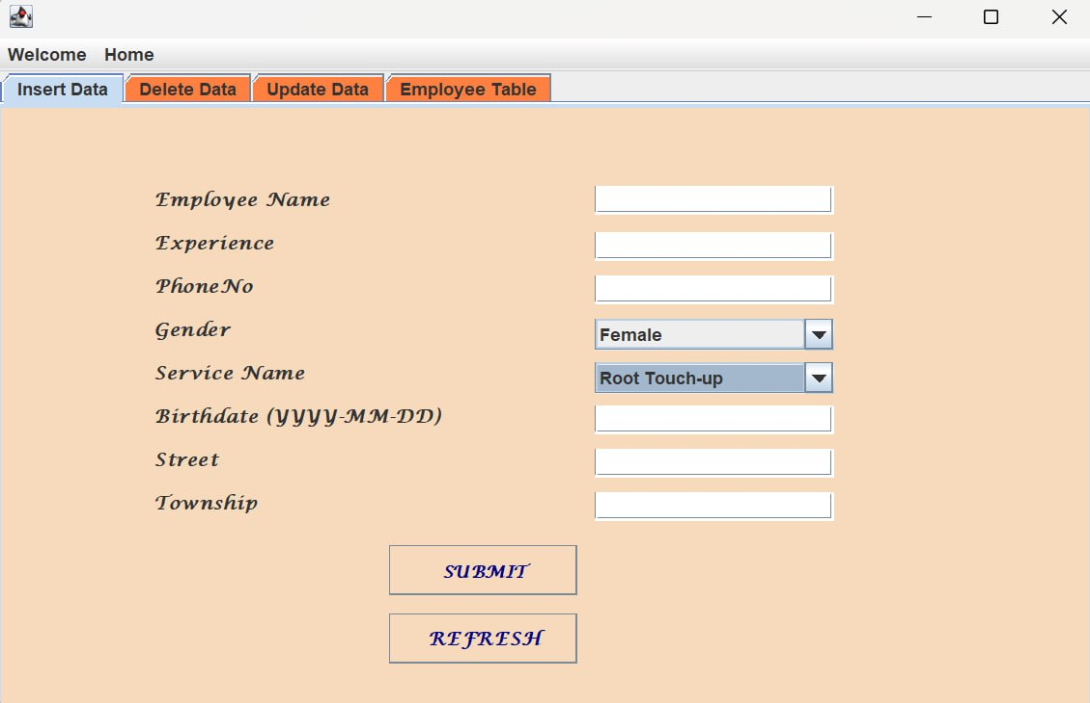 Welcome Home
Insert Data Delete Data Update Data Employee Table
Employee Name
Experience
PhoneNo
Gender Female
Service Name Root Touch-up
Birthdate (YYYY-MM-DD)
Street
Township
SUBMIT
REFRESH